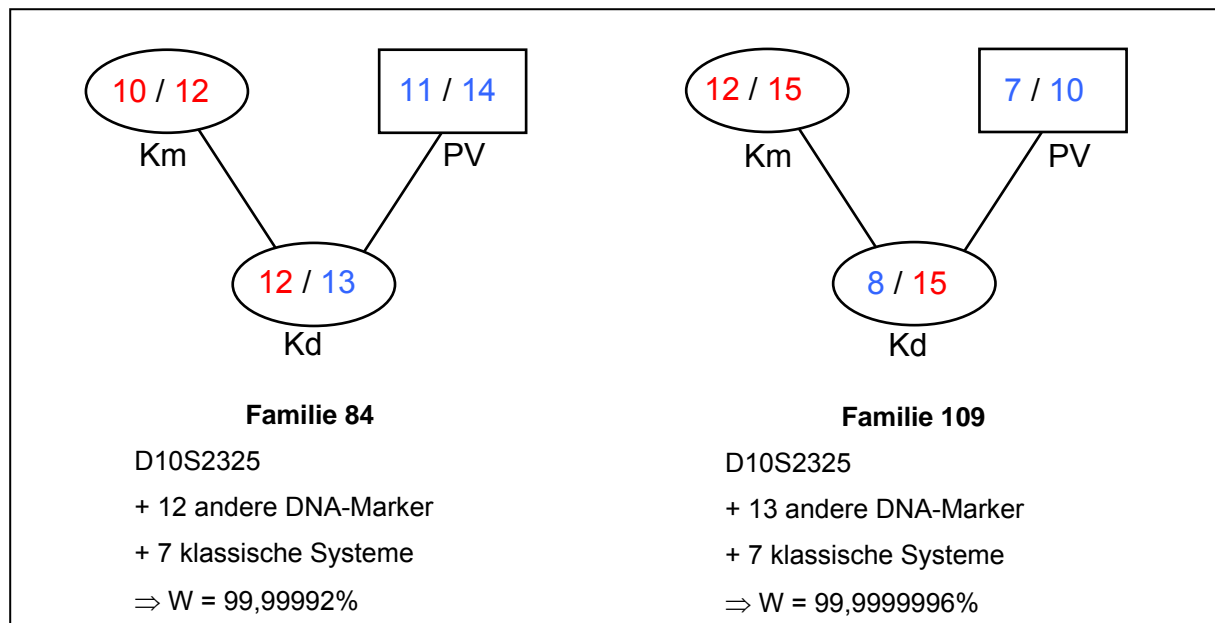 10 / 12
11 / 14
Km
PV
12 / 13
Kd
Familie 84
D10S2325
+ 12 andere DNA-Marker
+ 7 klassische Systeme
⇒ W = 99,99992%
12 / 15
7 / 10
Km
PV
8 / 15
Kd
Familie 109
D10S2325
+ 13 andere DNA-Marker
+ 7 klassische Systeme
⇒ W = 99,9999996%